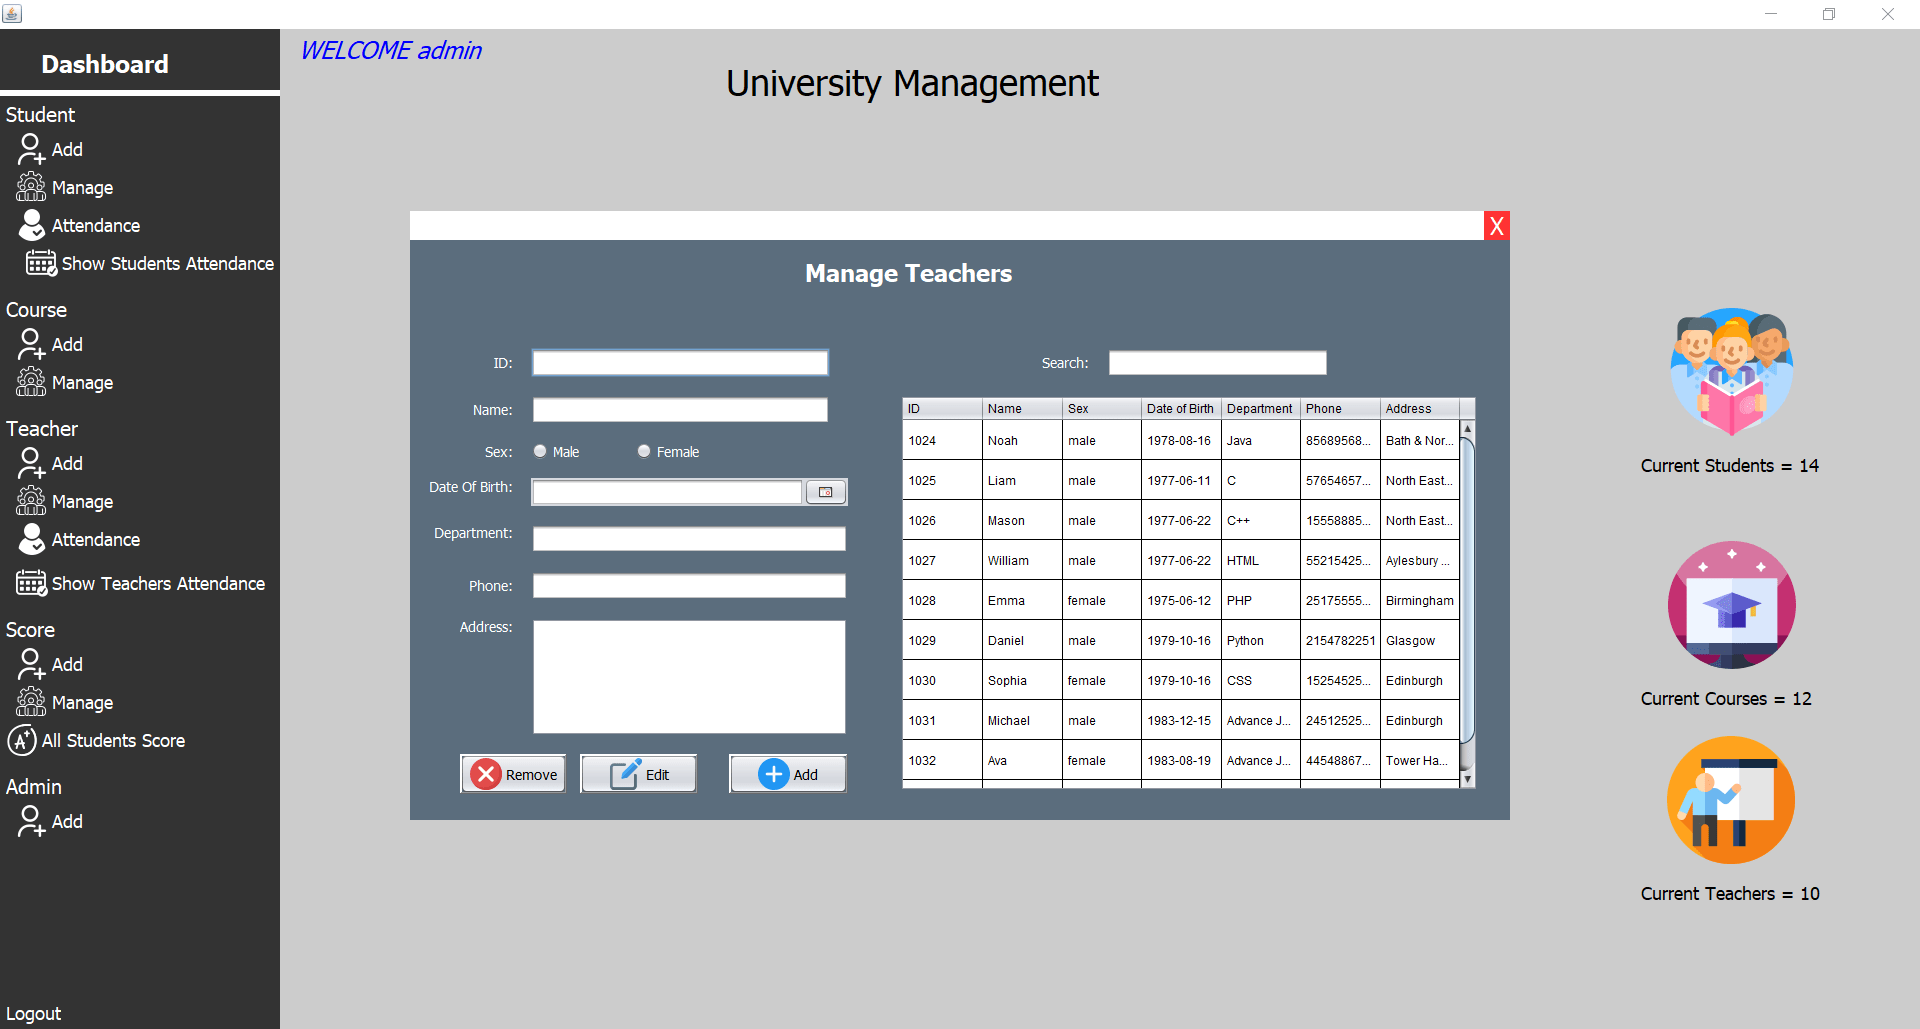 WELCOME admin
University Management
Dashboard
Student
Add
Manage
Attendance
Show Students Attendance
Course
Add
Manage
Teacher
Add
Manage
Attendance
Show Teachers Attendance
Score
Add
Manage
A+ All Students Score
Admin
Add
Logout
X
Manage Teachers
ID:
Name:
Sex: Male Female
Date Of Birth:
Department:
Phone:
Address:
Remove Edit Add
Search:
ID Name Sex Date of Birth Department Phone Address
1024 Noah male 1978-08-16 Java 85689568... Bath & Nor...
1025 Liam male 1977-06-11 C 57654657... North East...
1026 Mason male 1977-06-22 C++ 15558885... North East...
1027 William male 1977-06-22 HTML 55215425... Aylesbury ...
1028 Emma female 1975-06-12 PHP 25175555... Birmingham
1029 Daniel male 1979-10-16 Python 2154782251 Glasgow
1030 Sophia female 1979-10-16 CSS 15254525... Edinburgh
1031 Michael male 1983-12-15 Advance J... 24512525... Edinburgh
1032 Ava female 1983-08-19 Advance J... 44548867... Tower Ha...
Current Students = 14
Current Courses = 12
Current Teachers = 10